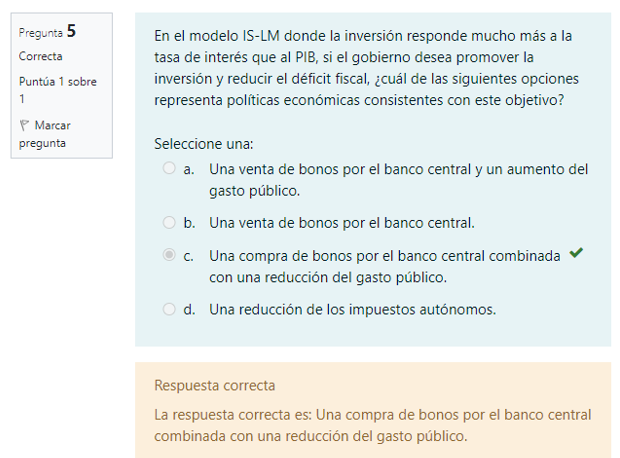 Pregunta 5
Correcta
Puntúa 1 sobre
1
Marcar
pregunta
En el modelo IS-LM donde la inversión responde mucho más a la
tasa de interés que al PIB, si el gobierno desea promover la
inversión y reducir el déficit fiscal, ¿cuál de las siguientes opciones
representa políticas económicas consistentes con este objetivo?
Seleccione una:
a. Una venta de bonos por el banco central y un aumento del
gasto público.
b. Una venta de bonos por el banco central.
c. Una compra de bonos por el banco central combinada
con una reducción del gasto público.
d. Una reducción de los impuestos autónomos.
Respuesta correcta
La respuesta correcta es: Una compra de bonos por el banco central
combinada con una reducción del gasto público.